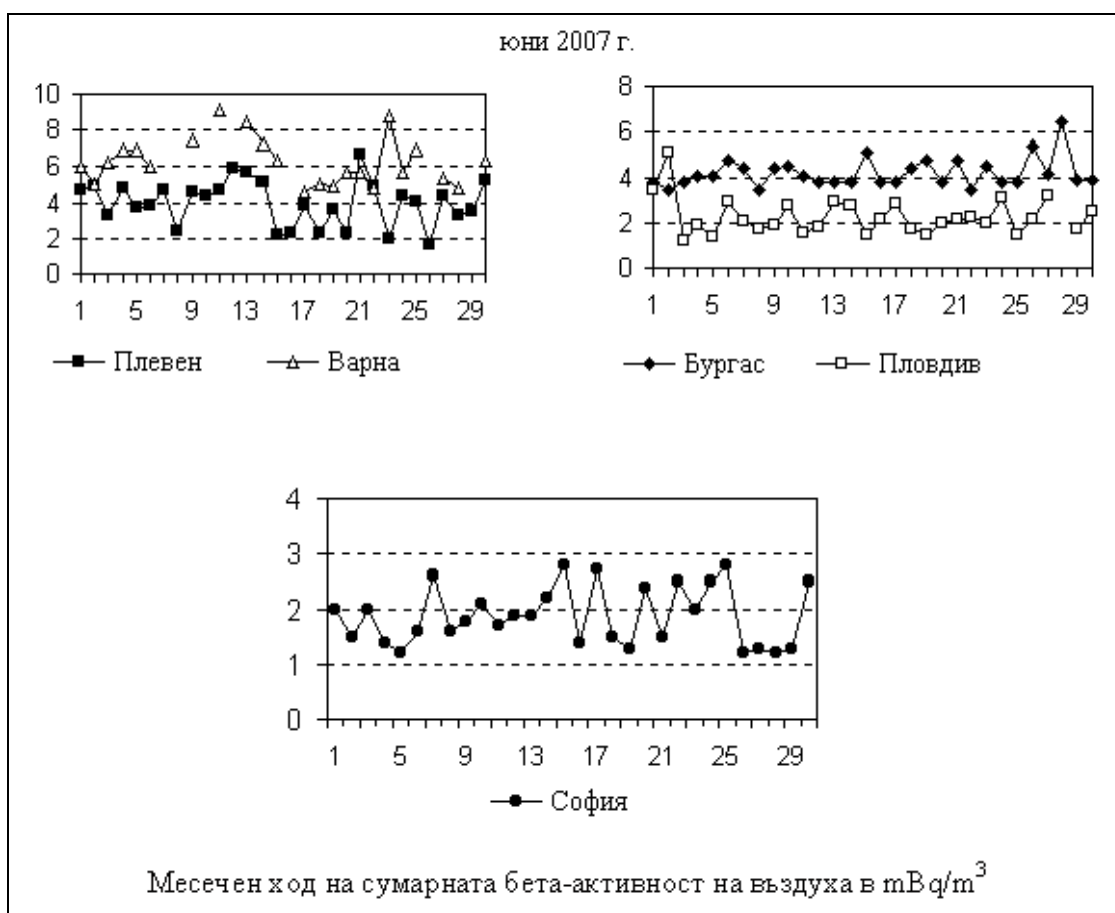 юни 2007 г.
10
8
6
4
2
0
1 5 9 13 17 21 25 29
Плевен Варна
8
6
4
2
0
1 5 9 13 17 21 25 29
Бургас Пловдив
4
3
2
1
0
1 5 9 13 17 21 25 29
София
Месечен ход на сумарната бета-активност на въздуха в mBq/m³